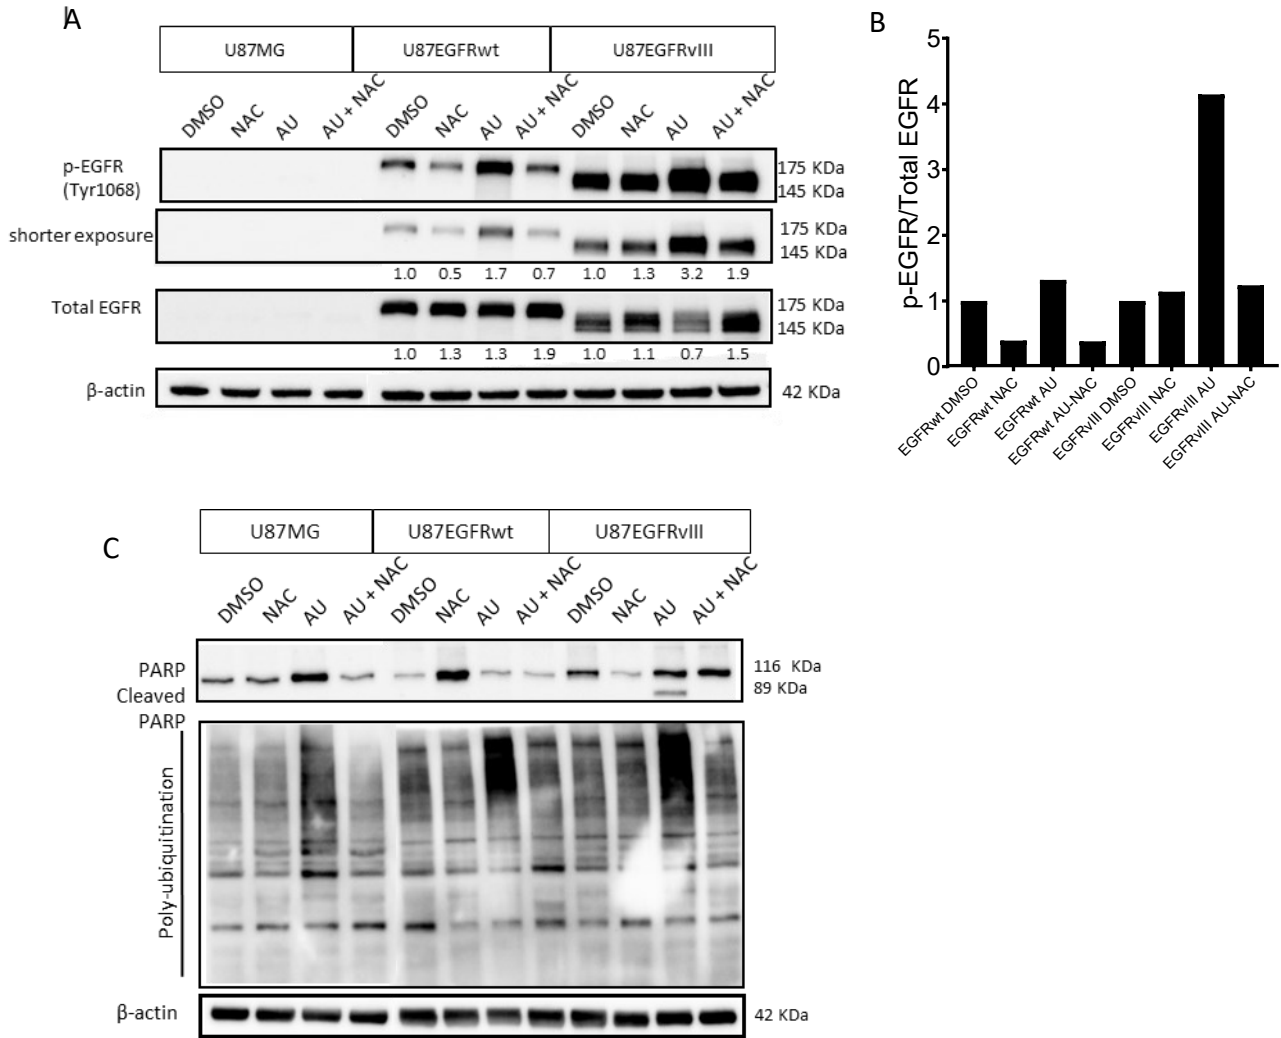 A
U87MG U87EGFRwt U87EGFRvIII
DMSO NAC AU AU + NAC DMSO NAC AU AU + NAC DMSO NAC AU AU + NAC
p-EGFR
(Tyr1068)
175 KDa
145 KDa
shorter exposure
175 KDa
145 KDa
1.0 0.5 1.7 0.7 1.0 1.3 3.2 1.9
Total EGFR
175 KDa
145 KDa
1.0 1.3 1.3 1.9 1.0 1.1 0.7 1.5
β-actin
42 KDa
B
p-EGFR/Total EGFR
5
4
3
2
1
0
EGFRwt DMSO
EGFRwt NAC
EGFRwt AU
EGFRwt AU-NAC
EGFRvIII DMSO
EGFRvIII NAC
EGFRvIII AU
EGFRvIII AU-NAC
C
U87MG U87EGFRwt U87EGFRvIII
DMSO NAC AU AU + NAC DMSO NAC AU AU + NAC DMSO NAC AU AU + NAC
PARP
116 KDa
Cleaved
PARP
89 KDa
Poly-ubiquitination
β-actin
42 KDa